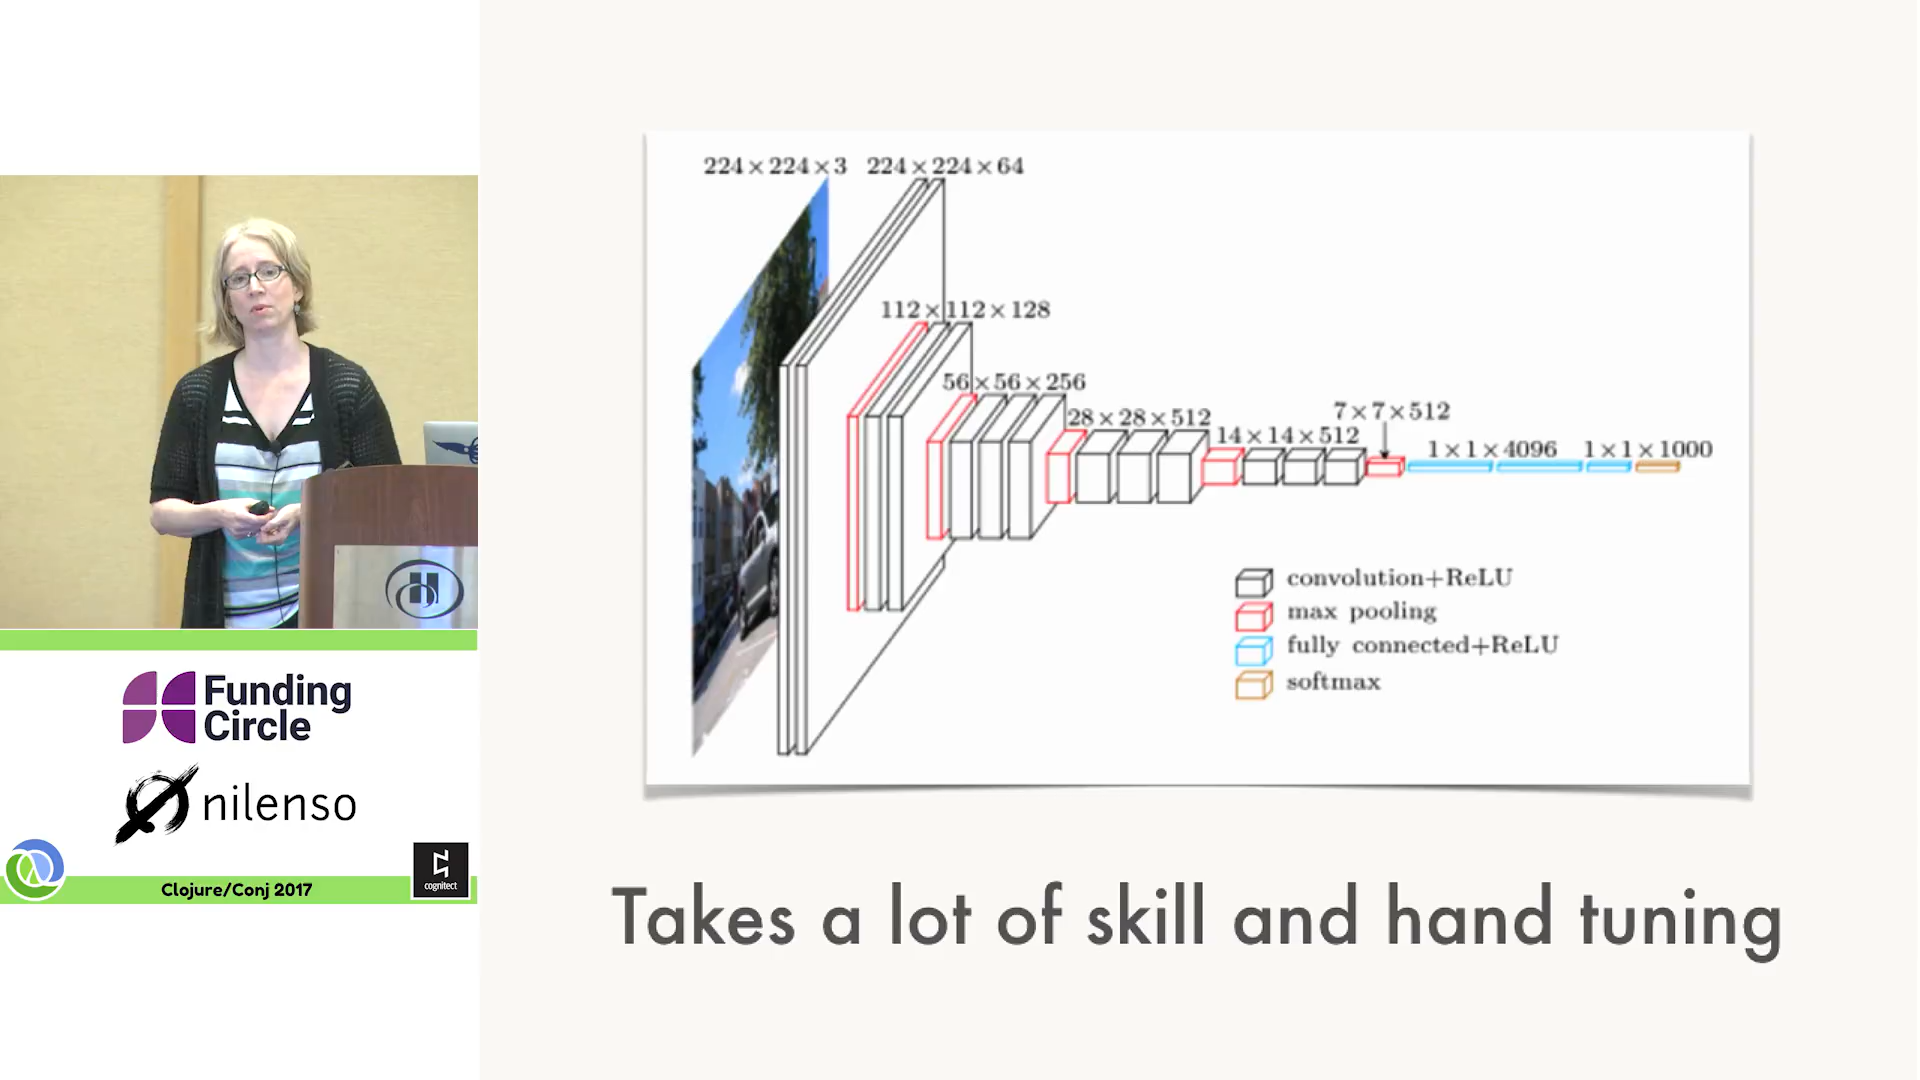 224×224×3 224×224×64
112×112×128
56×56×256
28×28×512
14×14×512
7×7×512
1×1×4096
1×1×1000
convolution+ReLU
max pooling
fully connected+ReLU
softmax
Takes a lot of skill and hand tuning
Funding
Circle
nilenso
cognitect
Clojure/Conj 2017